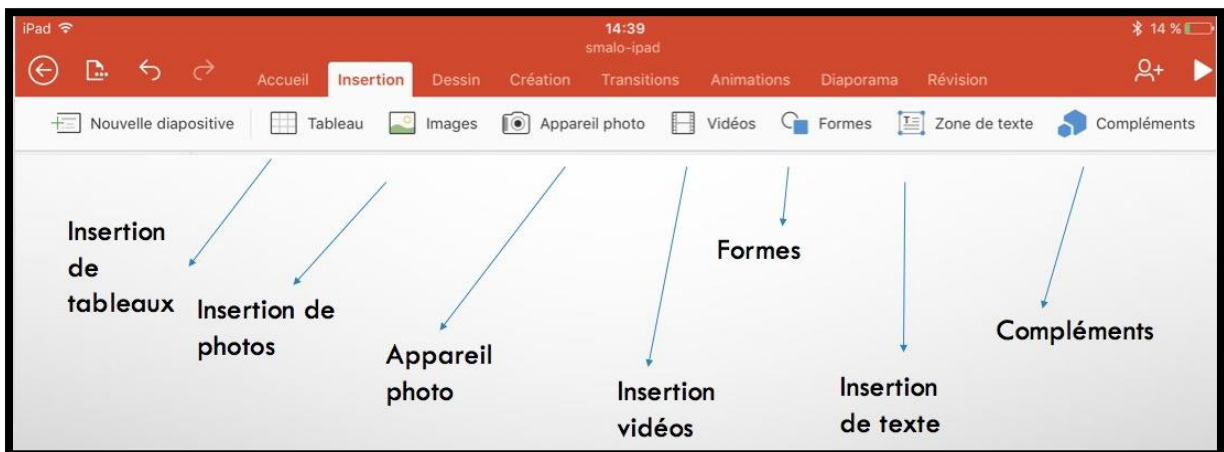 iPad 14:39 14 %
smalo-ipad
Accueil Insertion Dessin Création Transitions Animations Diaporama Révision
Nouvelle diapositive Tableau Images Appareil photo Vidéos Formes Zone de texte Compléments
Insertion
de
tableaux
Insertion de
photos
Appareil
photo
Insertion
vidéos
Formes
Insertion
de texte
Compléments